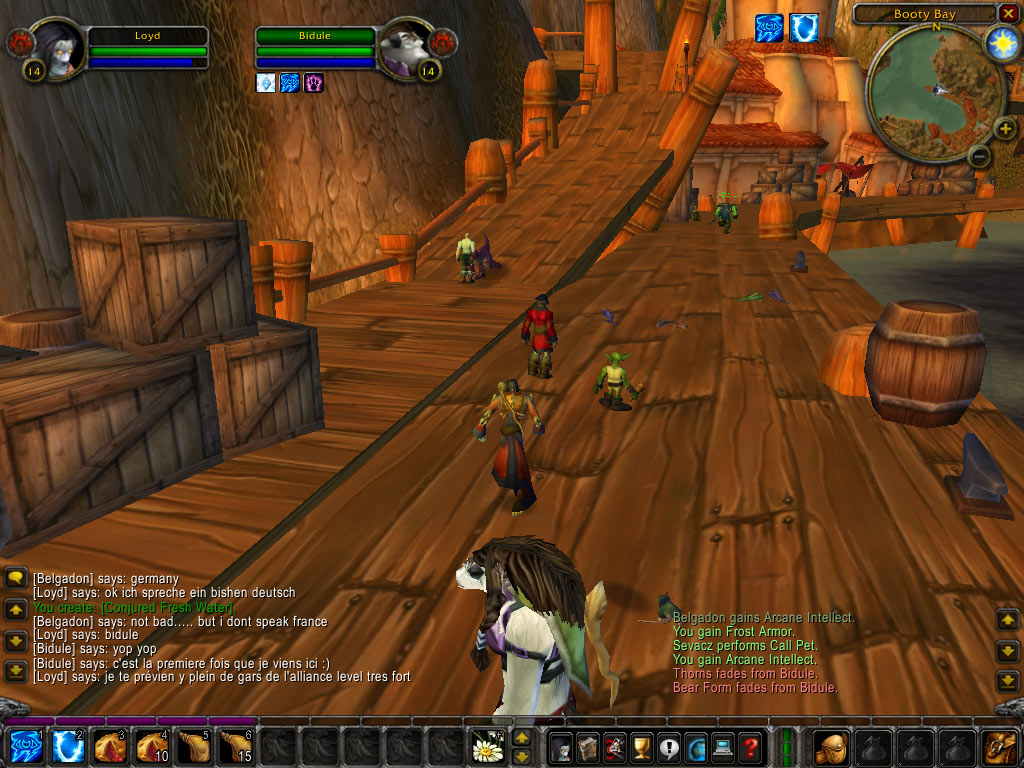 Loyd
14
Bidule
14
Booty Bay
N
[Belgadon] says: germany
[Loyd] says: ok ich spreche ein bishen deutsch
You create: [Conjured Fresh Water]
[Belgadon] says: not bad..... but i dont speak france
[Loyd] says: bidule
[Bidule] says: yop yop
[Bidule] says: c'est la premiere fois que je viens ici :)
[Loyd] says: je te prévien y plein de gars de l'alliance level tres fort
Belgadon gains Arcane Intellect.
You gain Frost Armor.
Sevacz performs Call Pet.
You gain Arcane Intellect.
Thorns fades from Bidule.
Bear Form fades from Bidule.
1 2 3 4 5 6
10 15